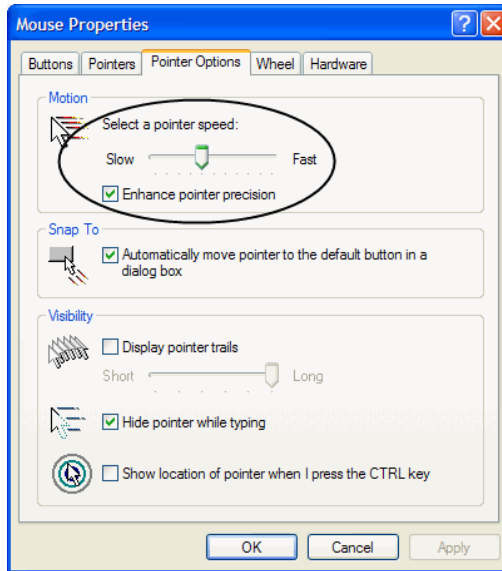 Mouse Properties
?
X
Buttons Pointers Pointer Options Wheel Hardware
Motion
Select a pointer speed:
Slow Fast
Enhance pointer precision
Snap To
Automatically move pointer to the default button in a
dialog box
Visibility
Display pointer trails
Short Long
Hide pointer while typing
Show location of pointer when I press the CTRL key
OK Cancel Apply